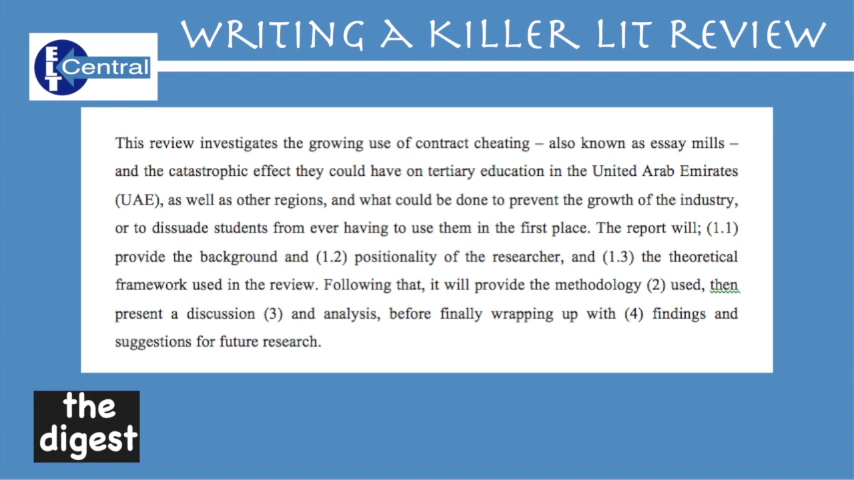 WRITING A KILLER LIT REVIEW
ELT Central
This review investigates the growing use of contract cheating – also known as essay mills –
and the catastrophic effect they could have on tertiary education in the United Arab Emirates
(UAE), as well as other regions, and what could be done to prevent the growth of the industry,
or to dissuade students from ever having to use them in the first place. The report will; (1.1)
provide the background and (1.2) positionality of the researcher, and (1.3) the theoretical
framework used in the review. Following that, it will provide the methodology (2) used, then
present a discussion (3) and analysis, before finally wrapping up with (4) findings and
suggestions for future research.
the
digest